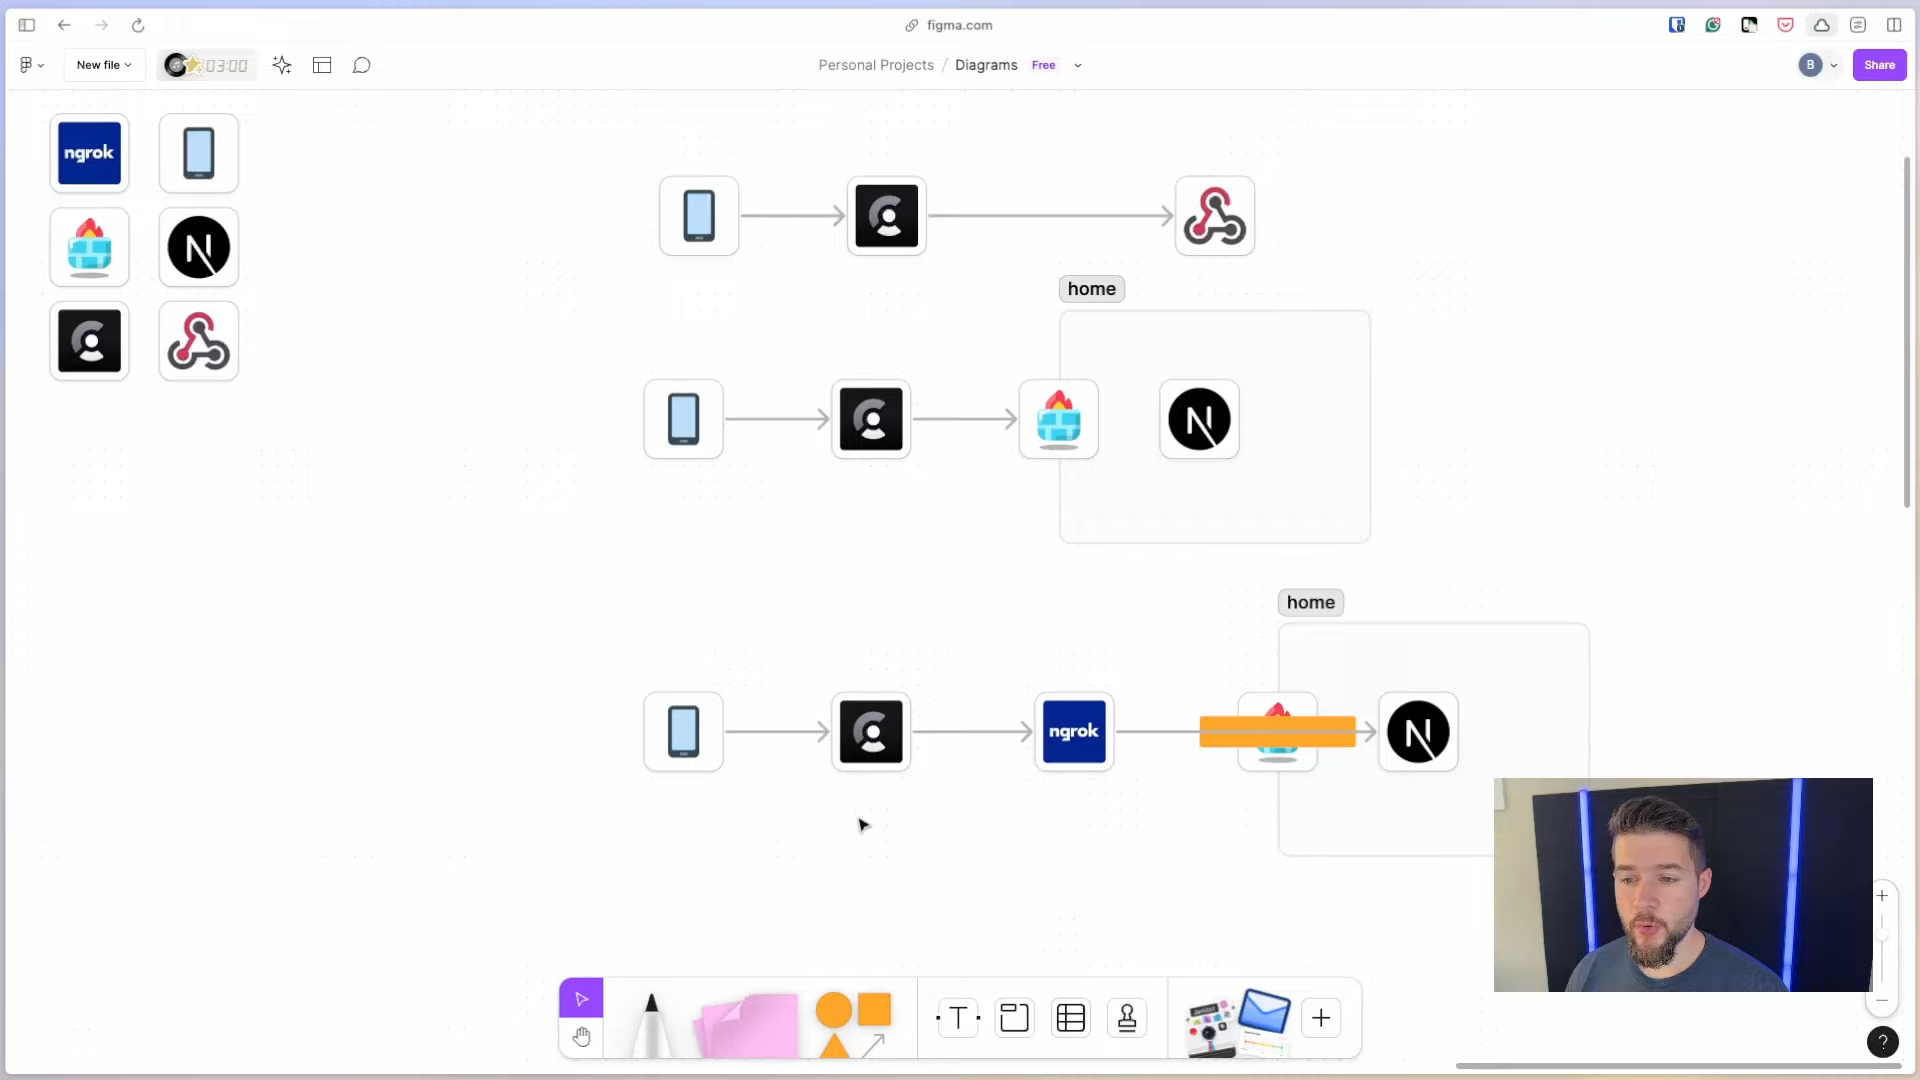 figma.com
New file
03:00
Personal Projects / Diagrams Free
B
Share
ngrok
N
N
home
N
home
ngrok
N
T
?